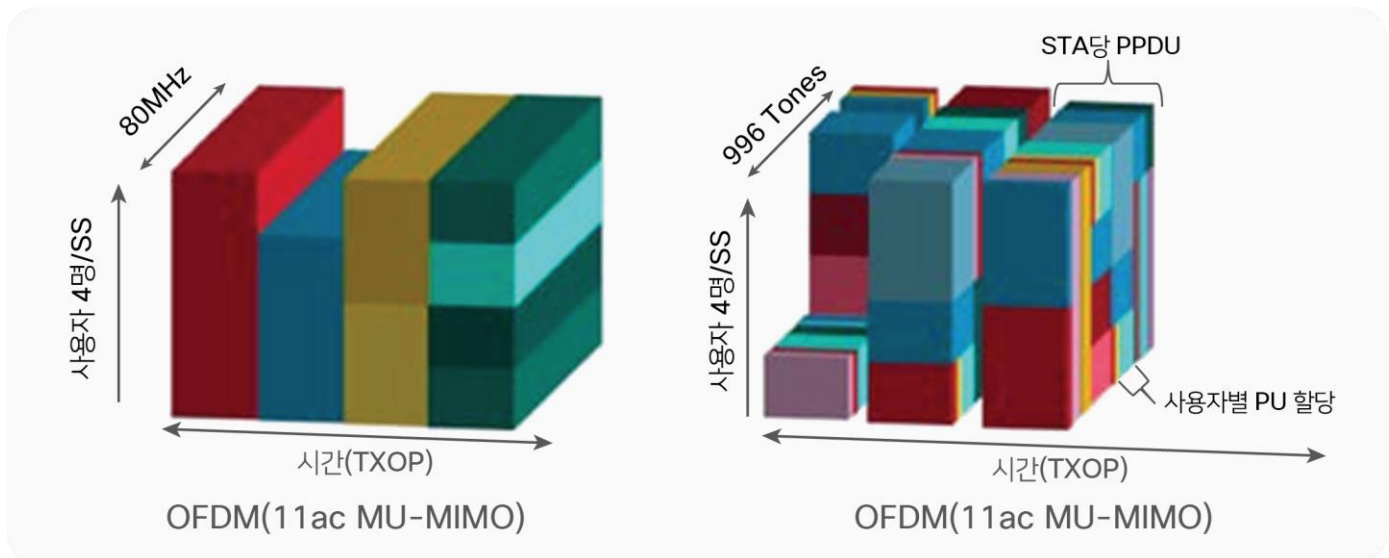 80MHz
사용자 4명/SS
시간(TXOP)
OFDM(11ac MU-MIMO)
STA당 PPDU
996 Tones
사용자 4명/SS
사용자별 PU 할당
시간(TXOP)
OFDM(11ac MU-MIMO)